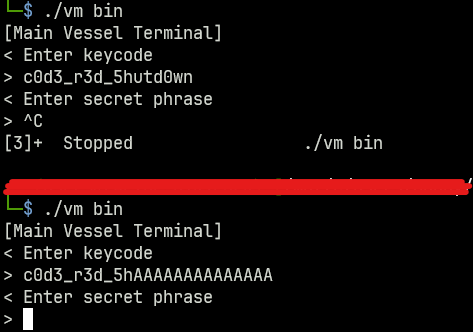 └─$ ./vm bin
[Main Vessel Terminal]
< Enter keycode
> c0d3_r3d_5hutd0wn
< Enter secret phrase
> ^C
[3]+  Stopped                 ./vm bin
└─$ ./vm bin
[Main Vessel Terminal]
< Enter keycode
> c0d3_r3d_5hAAAAAAAAAAAAAA
< Enter secret phrase
>